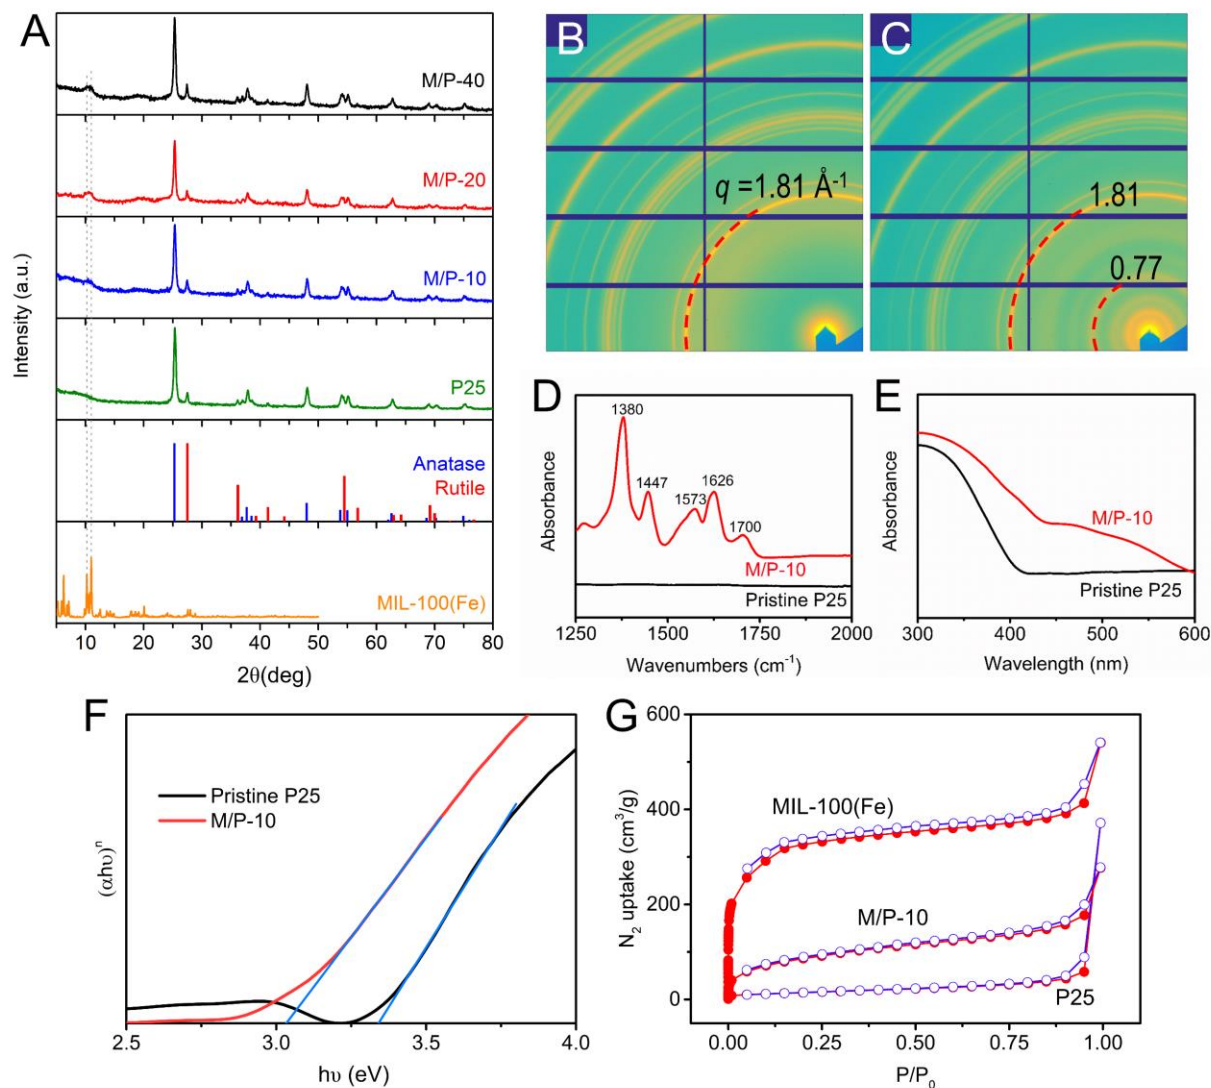 A
M/P-40
M/P-20
M/P-10
P25
Anatase
Rutile
MIL-100(Fe)
Intensity (a.u.)
10 20 30 40 50 60 70 80
2θ(deg)
B
q =1.81 Å⁻¹
C
1.81
0.77
D
1380
1447
1573
1626
1700
M/P-10
Pristine P25
Absorbance
1250 1500 1750 2000
Wavenumbers (cm⁻¹)
E
M/P-10
Pristine P25
Absorbance
300 400 500 600
Wavelength (nm)
F
Pristine P25
M/P-10
(αhυ)ⁿ
2.5 3.0 3.5 4.0
hυ (eV)
G
600
400
200
0
N₂ uptake (cm³/g)
MIL-100(Fe)
M/P-10
P25
0.00 0.25 0.50 0.75 1.00
P/P₀